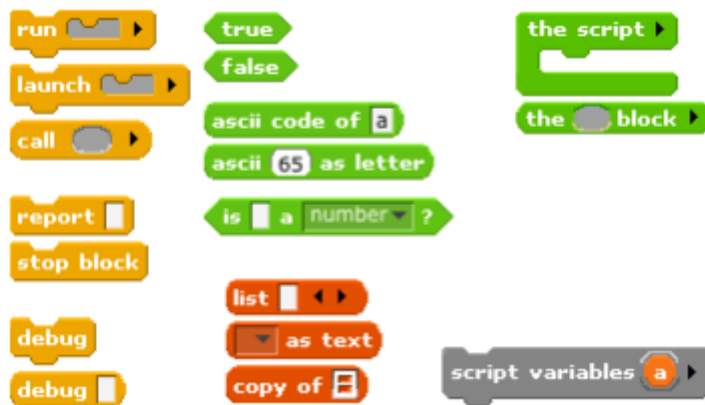 run
launch
call
report
stop block
debug
debug
true
false
ascii code of a
ascii 65 as letter
is a number ?
list
as text
copy of
the script
the block
script variables a